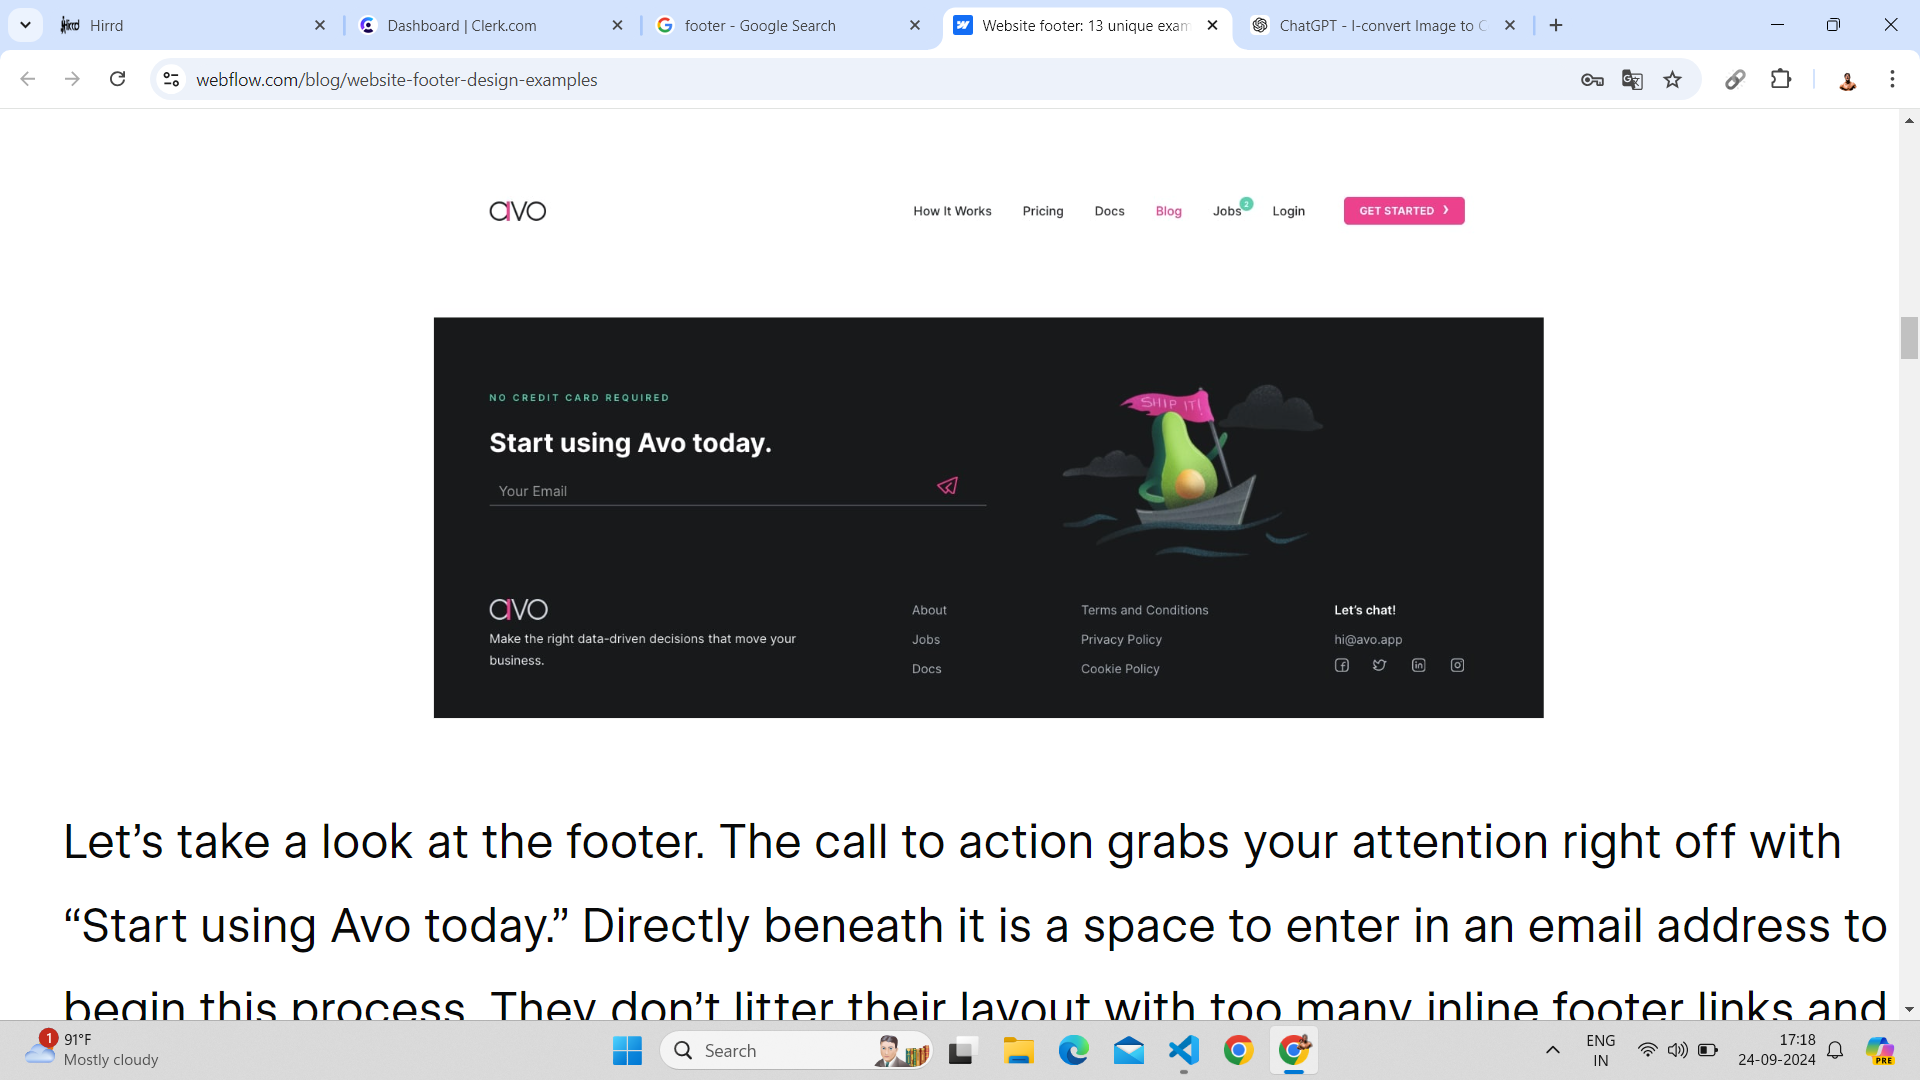 Hirrd
Dashboard | Clerk.com
footer - Google Search
Website footer: 13 unique exam
ChatGPT - I-convert Image to C
webflow.com/blog/website-footer-design-examples
avo
How It Works
Pricing
Docs
Blog
Jobs
2
Login
GET STARTED
NO CREDIT CARD REQUIRED
SHIP IT!
Start using Avo today.
Your Email
avo
Make the right data-driven decisions that move your
business.
About
Jobs
Docs
Terms and Conditions
Privacy Policy
Cookie Policy
Let's chat!
hi@avo.app
Let’s take a look at the footer. The call to action grabs your attention right off with
“Start using Avo today.” Directly beneath it is a space to enter in an email address to
begin this process. They don’t litter their layout with too many inline footer links and
1
91°F
Mostly cloudy
Search
ENG
IN
17:18
24-09-2024
PRE